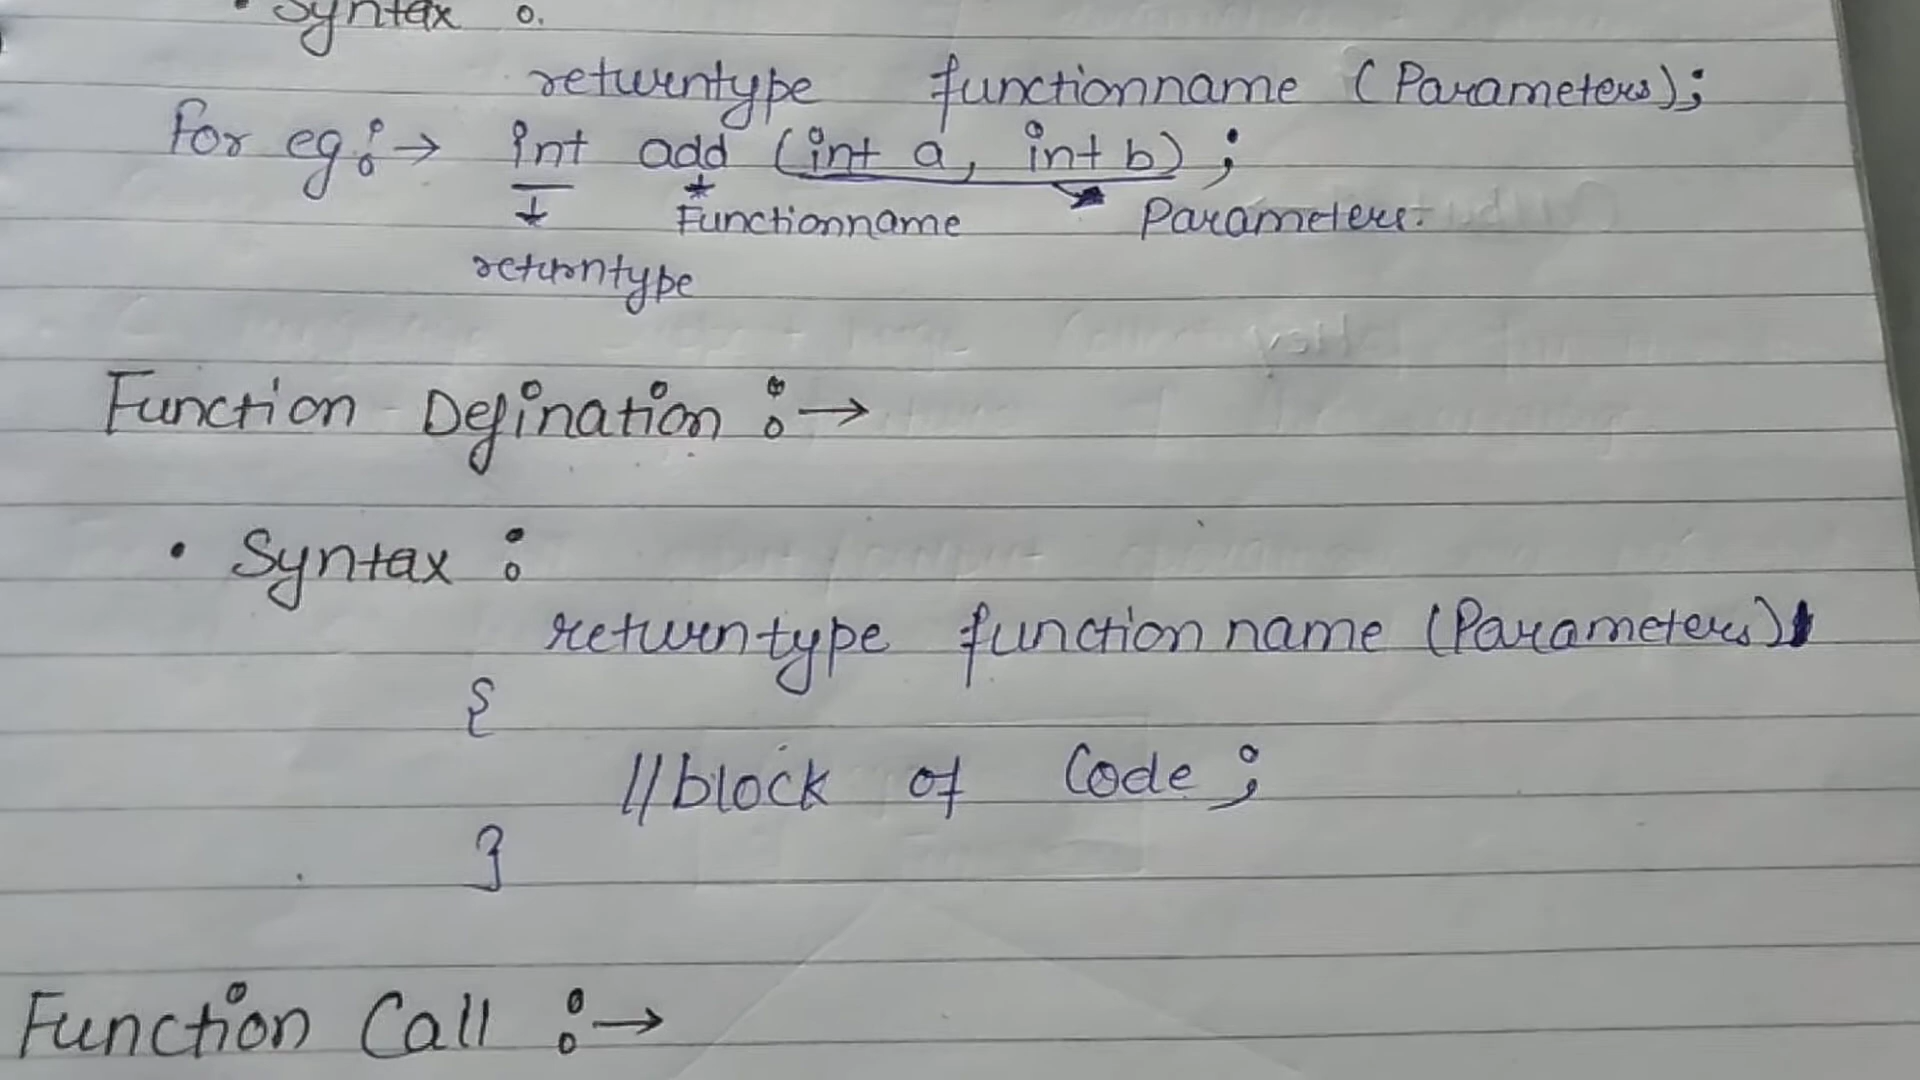 • Syntax :
returntype functionname (Parameters);
For eg :→ int add (int a, int b) ;
Functionname Parameters.
returntype
Function Defination :→
• Syntax :
returntype function name (Parameters)
{
//block of Code ;
}
Function Call :→